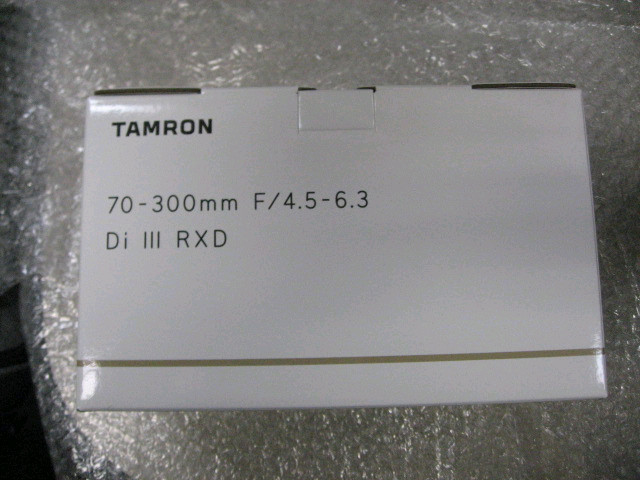 TAMRON
70-300mm F/4.5-6.3
Di III RXD